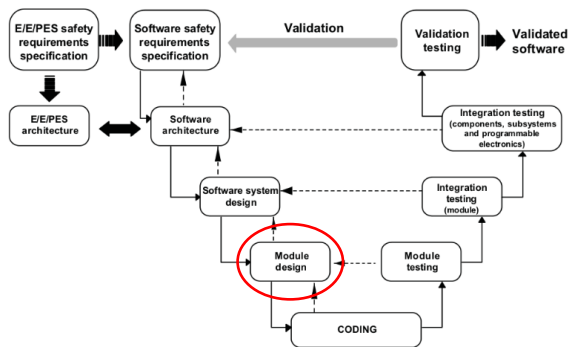 E/E/PES safety
requirements
specification
Software safety
requirements
specification
Validation
Validation
testing
Validated
software
E/E/PES
architecture
Software
architecture
Integration testing
(components, subsystems
and programmable
electronics)
Software system
design
Integration
testing
(module)
Module
design
Module
testing
CODING